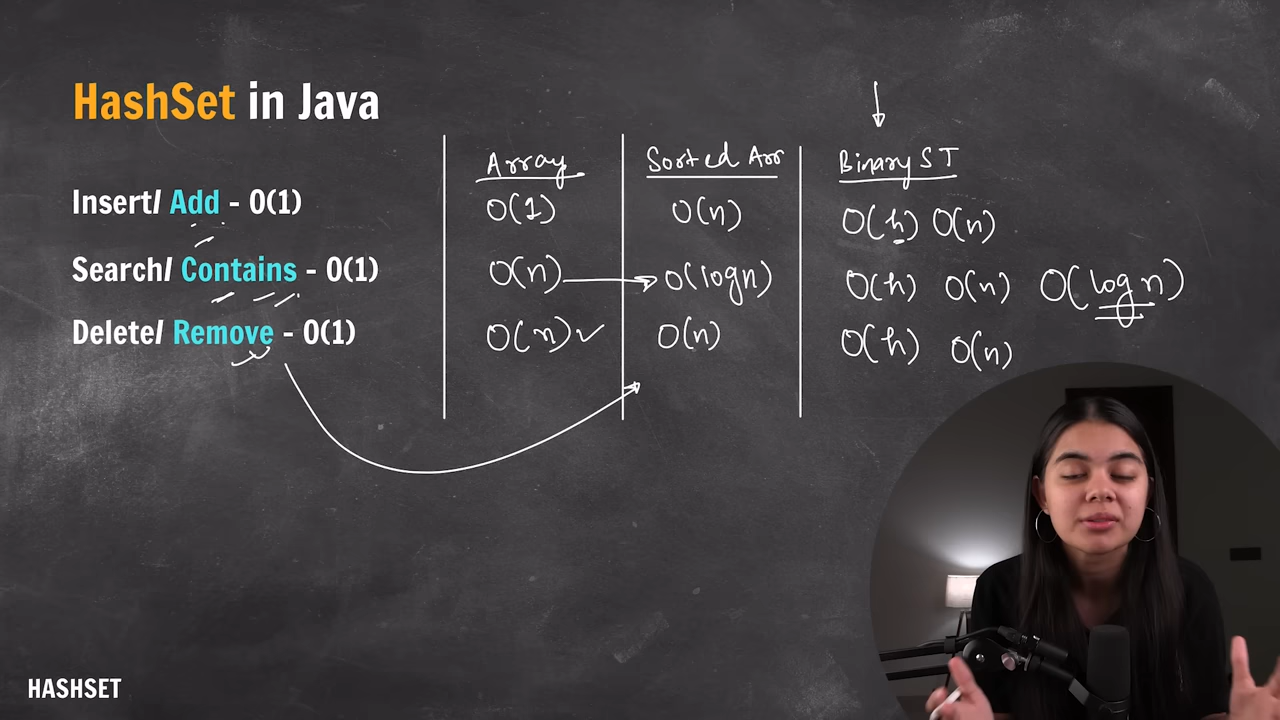 HashSet in Java
Array Sorted Arr Binary ST
Insert/ Add - O(1) O(1) O(n) O(h) O(n)
Search/ Contains - O(1) O(n) O(logn) O(h) O(n) O(logn)
Delete/ Remove - O(1) O(n) O(n) O(h) O(n)
HASHSET